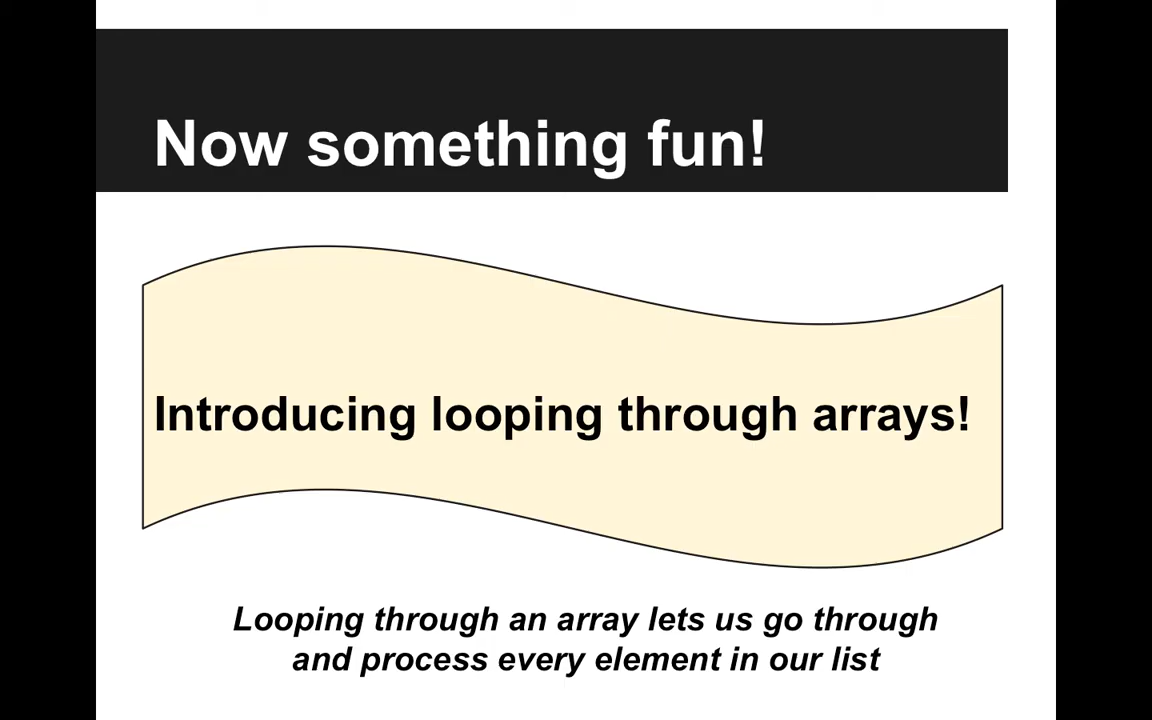 Now something fun!
Introducing looping through arrays!
Looping through an array lets us go through
and process every element in our list